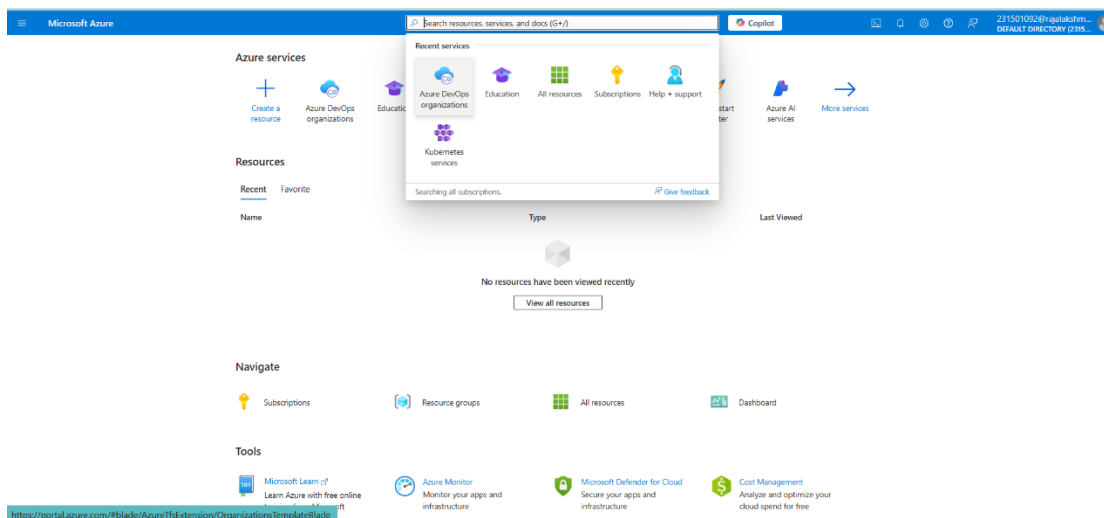 Microsoft Azure
Search resources, services, and docs (G+/)
Copilot
231501092@rajalakshm...
DEFAULT DIRECTORY (2315...
Azure services
Create a
resource
Azure DevOps
organizations
Educatic
Recent services
Azure DevOps
organizations
Education
All resources
Subscriptions
Help + support
Kubernetes
services
Searching all subscriptions.
Give feedback
start
ter
Azure AI
services
More services
Resources
Recent
Favorite
Name
Type
Last Viewed
No resources have been viewed recently
View all resources
Navigate
Subscriptions
Resource groups
All resources
Dashboard
Tools
101
Microsoft Learn
Learn Azure with free online
Azure Monitor
Monitor your apps and
infrastructure
Microsoft Defender for Cloud
Secure your apps and
infrastructure
Cost Management
Analyze and optimize your
cloud spend for free
https://portal.azure.com/#blade/AzureTfsExtension/OrganizationsTemplateBlade